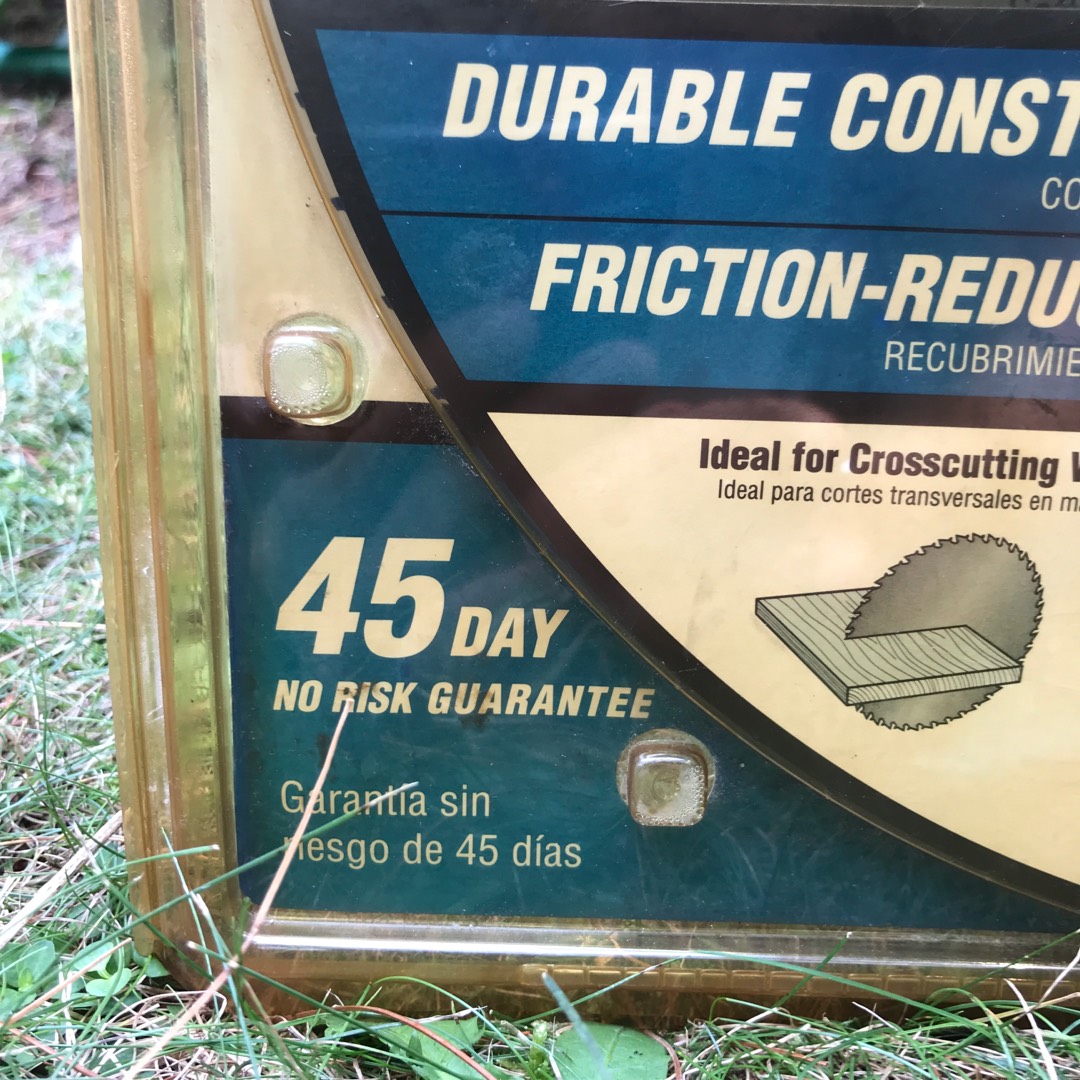 DURABLE CONST
CO
FRICTION-REDU
RECUBRIMIE
Ideal for Crosscutting
Ideal para cortes transversales en
45 DAY
NO RISK GUARANTEE
Garantía sin
riesgo de 45 días